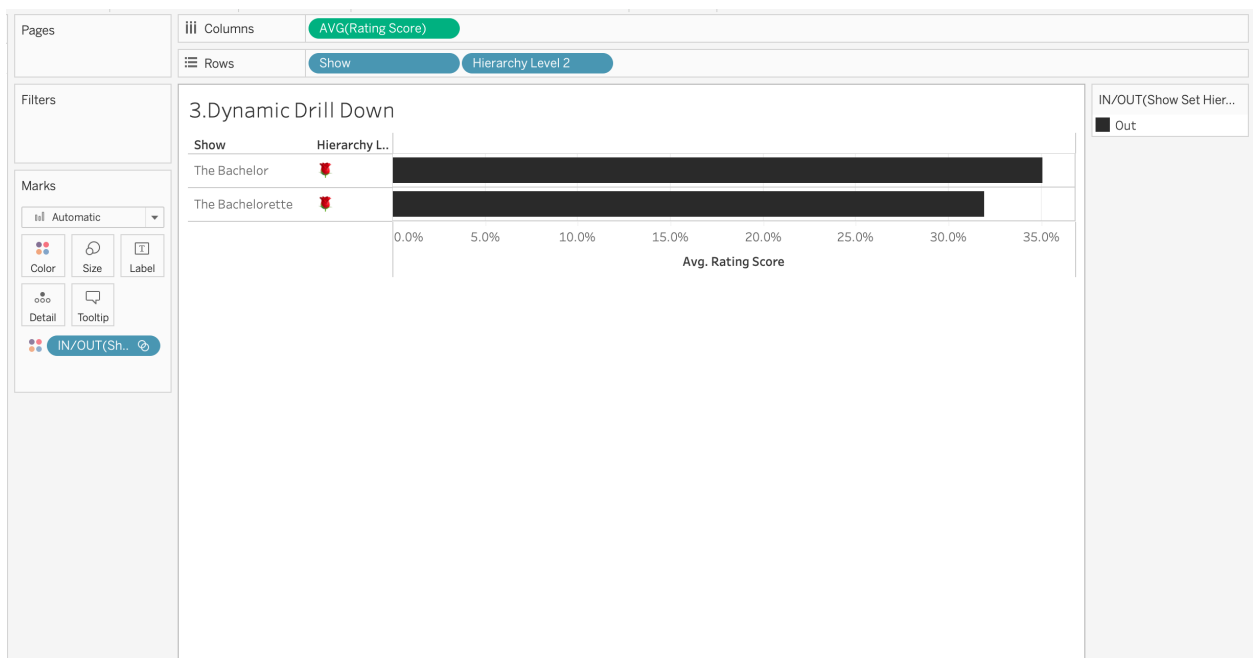 Pages
Columns
AVG(Rating Score)
Rows
Show
Hierarchy Level 2
Filters
Marks
Automatic
Color
Size
T
Label
Detail
Tooltip
IN/OUT(Sh..
3.Dynamic Drill Down
Show
Hierarchy L..
The Bachelor
The Bachelorette
0.0%
5.0%
10.0%
15.0%
20.0%
25.0%
30.0%
35.0%
Avg. Rating Score
IN/OUT(Show Set Hier...
Out